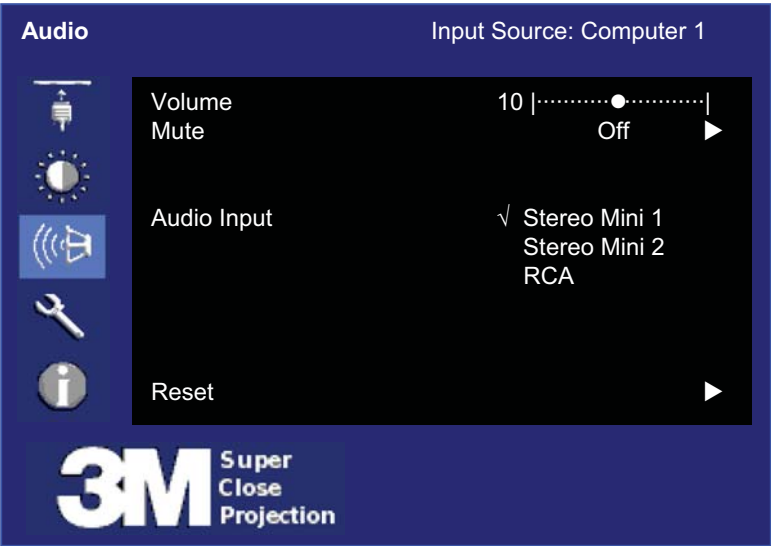 Audio Input Source: Computer 1
Volume 10 |···········●···········|
Mute Off ▶
Audio Input √ Stereo Mini 1
Stereo Mini 2
RCA
Reset ▶
3M Super
Close
Projection